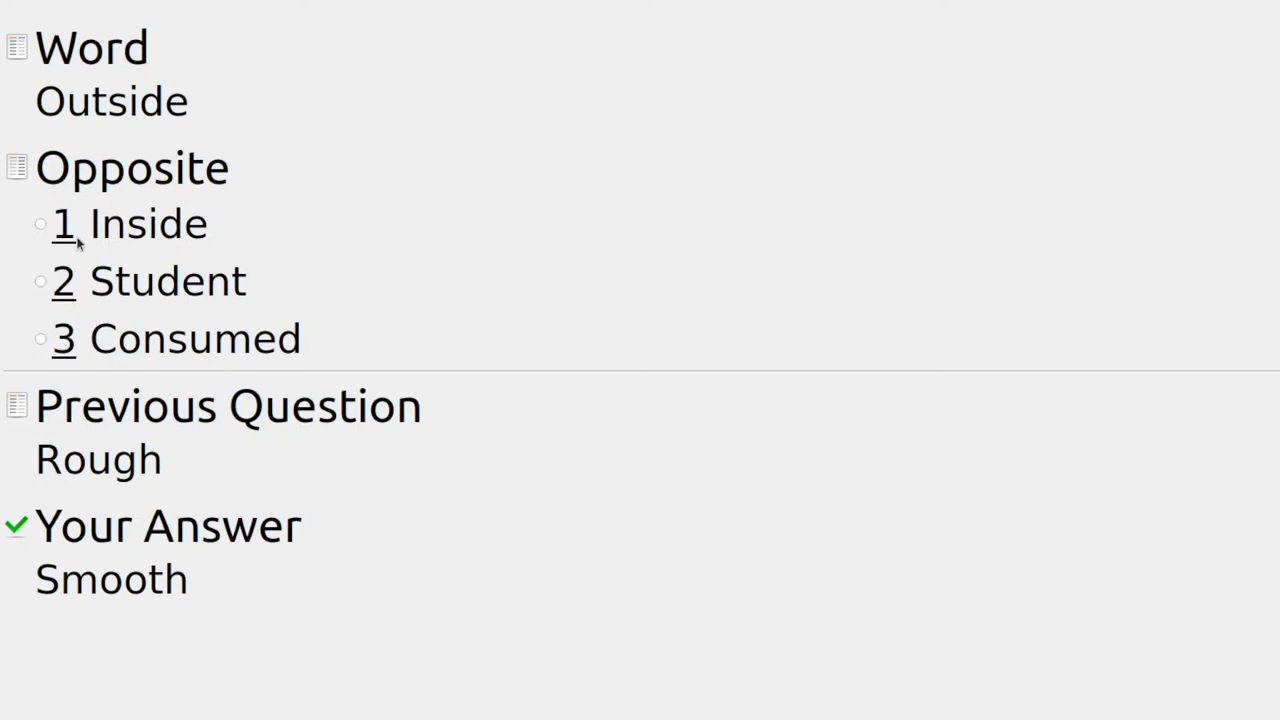 Word
Outside
Opposite
1 Inside
2 Student
3 Consumed
Previous Question
Rough
Your Answer
Smooth